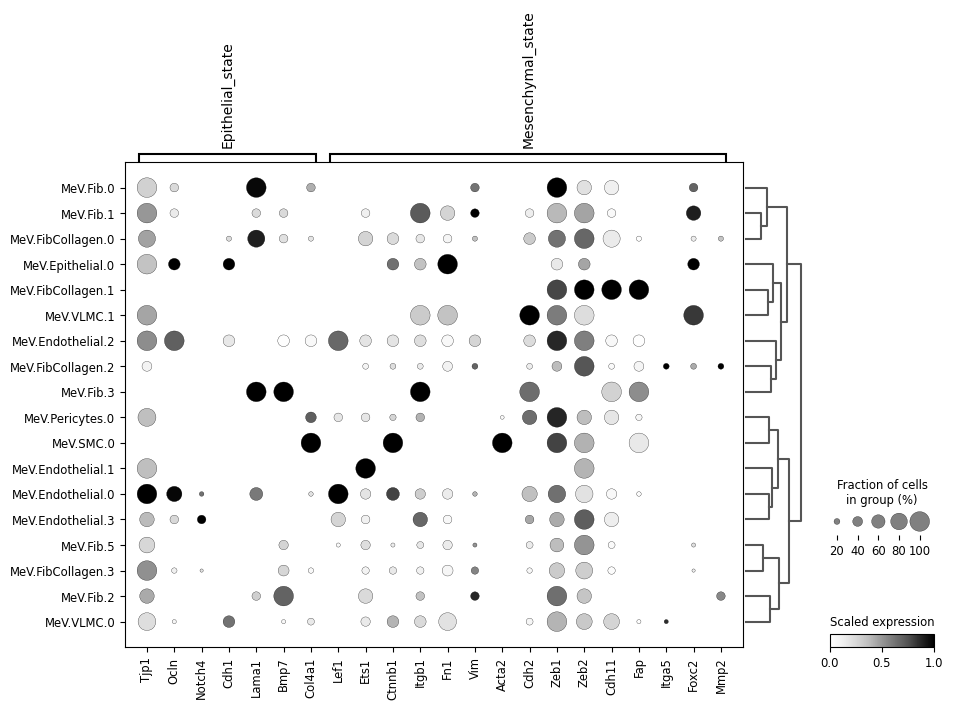 Epithelial_state
Mesenchymal_state
MeV.Fib.0
MeV.Fib.1
MeV.FibCollagen.0
MeV.Epithelial.0
MeV.FibCollagen.1
MeV.VLMC.1
MeV.Endothelial.2
MeV.FibCollagen.2
MeV.Fib.3
MeV.Pericytes.0
MeV.SMC.0
MeV.Endothelial.1
MeV.Endothelial.0
MeV.Endothelial.3
MeV.Fib.5
MeV.FibCollagen.3
MeV.Fib.2
MeV.VLMC.0
Tjp1
Ocln
Notch4
Cdh1
Lama1
Bmp7
Col4a1
Lef1
Ets1
Ctnnb1
Itgb1
Fn1
Vim
Acta2
Cdh2
Zeb1
Zeb2
Cdh11
Fap
Itga5
Foxc2
Mmp2
Fraction of cells
in group (%)
20 40 60 80 100
Scaled expression
0.0 0.5 1.0